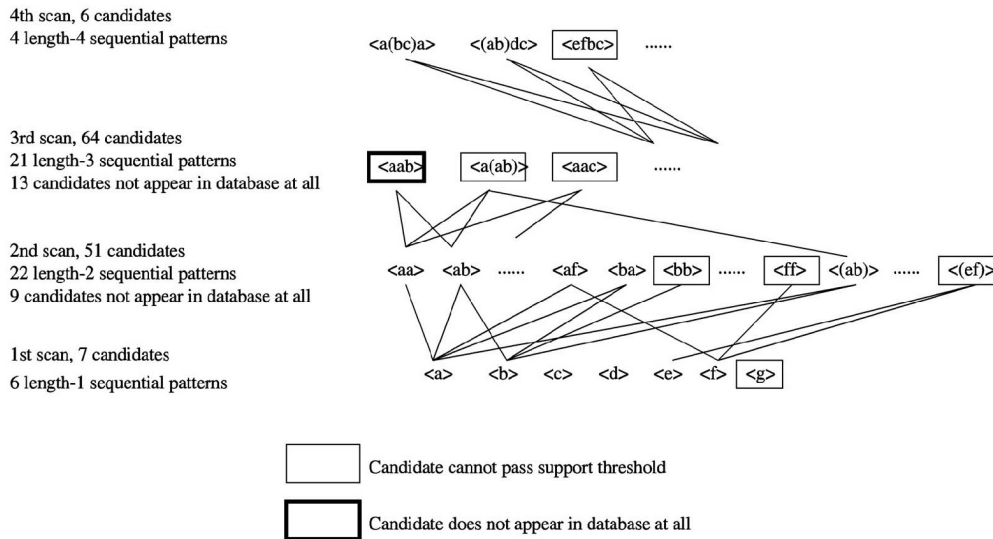 4th scan, 6 candidates
4 length-4 sequential patterns
<a(bc)a> <(ab)dc> <efbc> ......
3rd scan, 64 candidates
21 length-3 sequential patterns
13 candidates not appear in database at all
<aab> <a(ab)> <aac> ......
2nd scan, 51 candidates
22 length-2 sequential patterns
9 candidates not appear in database at all
<aa> <ab> ...... <af> <ba> <bb> ...... <ff> <(ab)> ...... <(ef)>
1st scan, 7 candidates
6 length-1 sequential patterns
<a> <b> <c> <d> <e> <f> <g>
Candidate cannot pass support threshold
Candidate does not appear in database at all